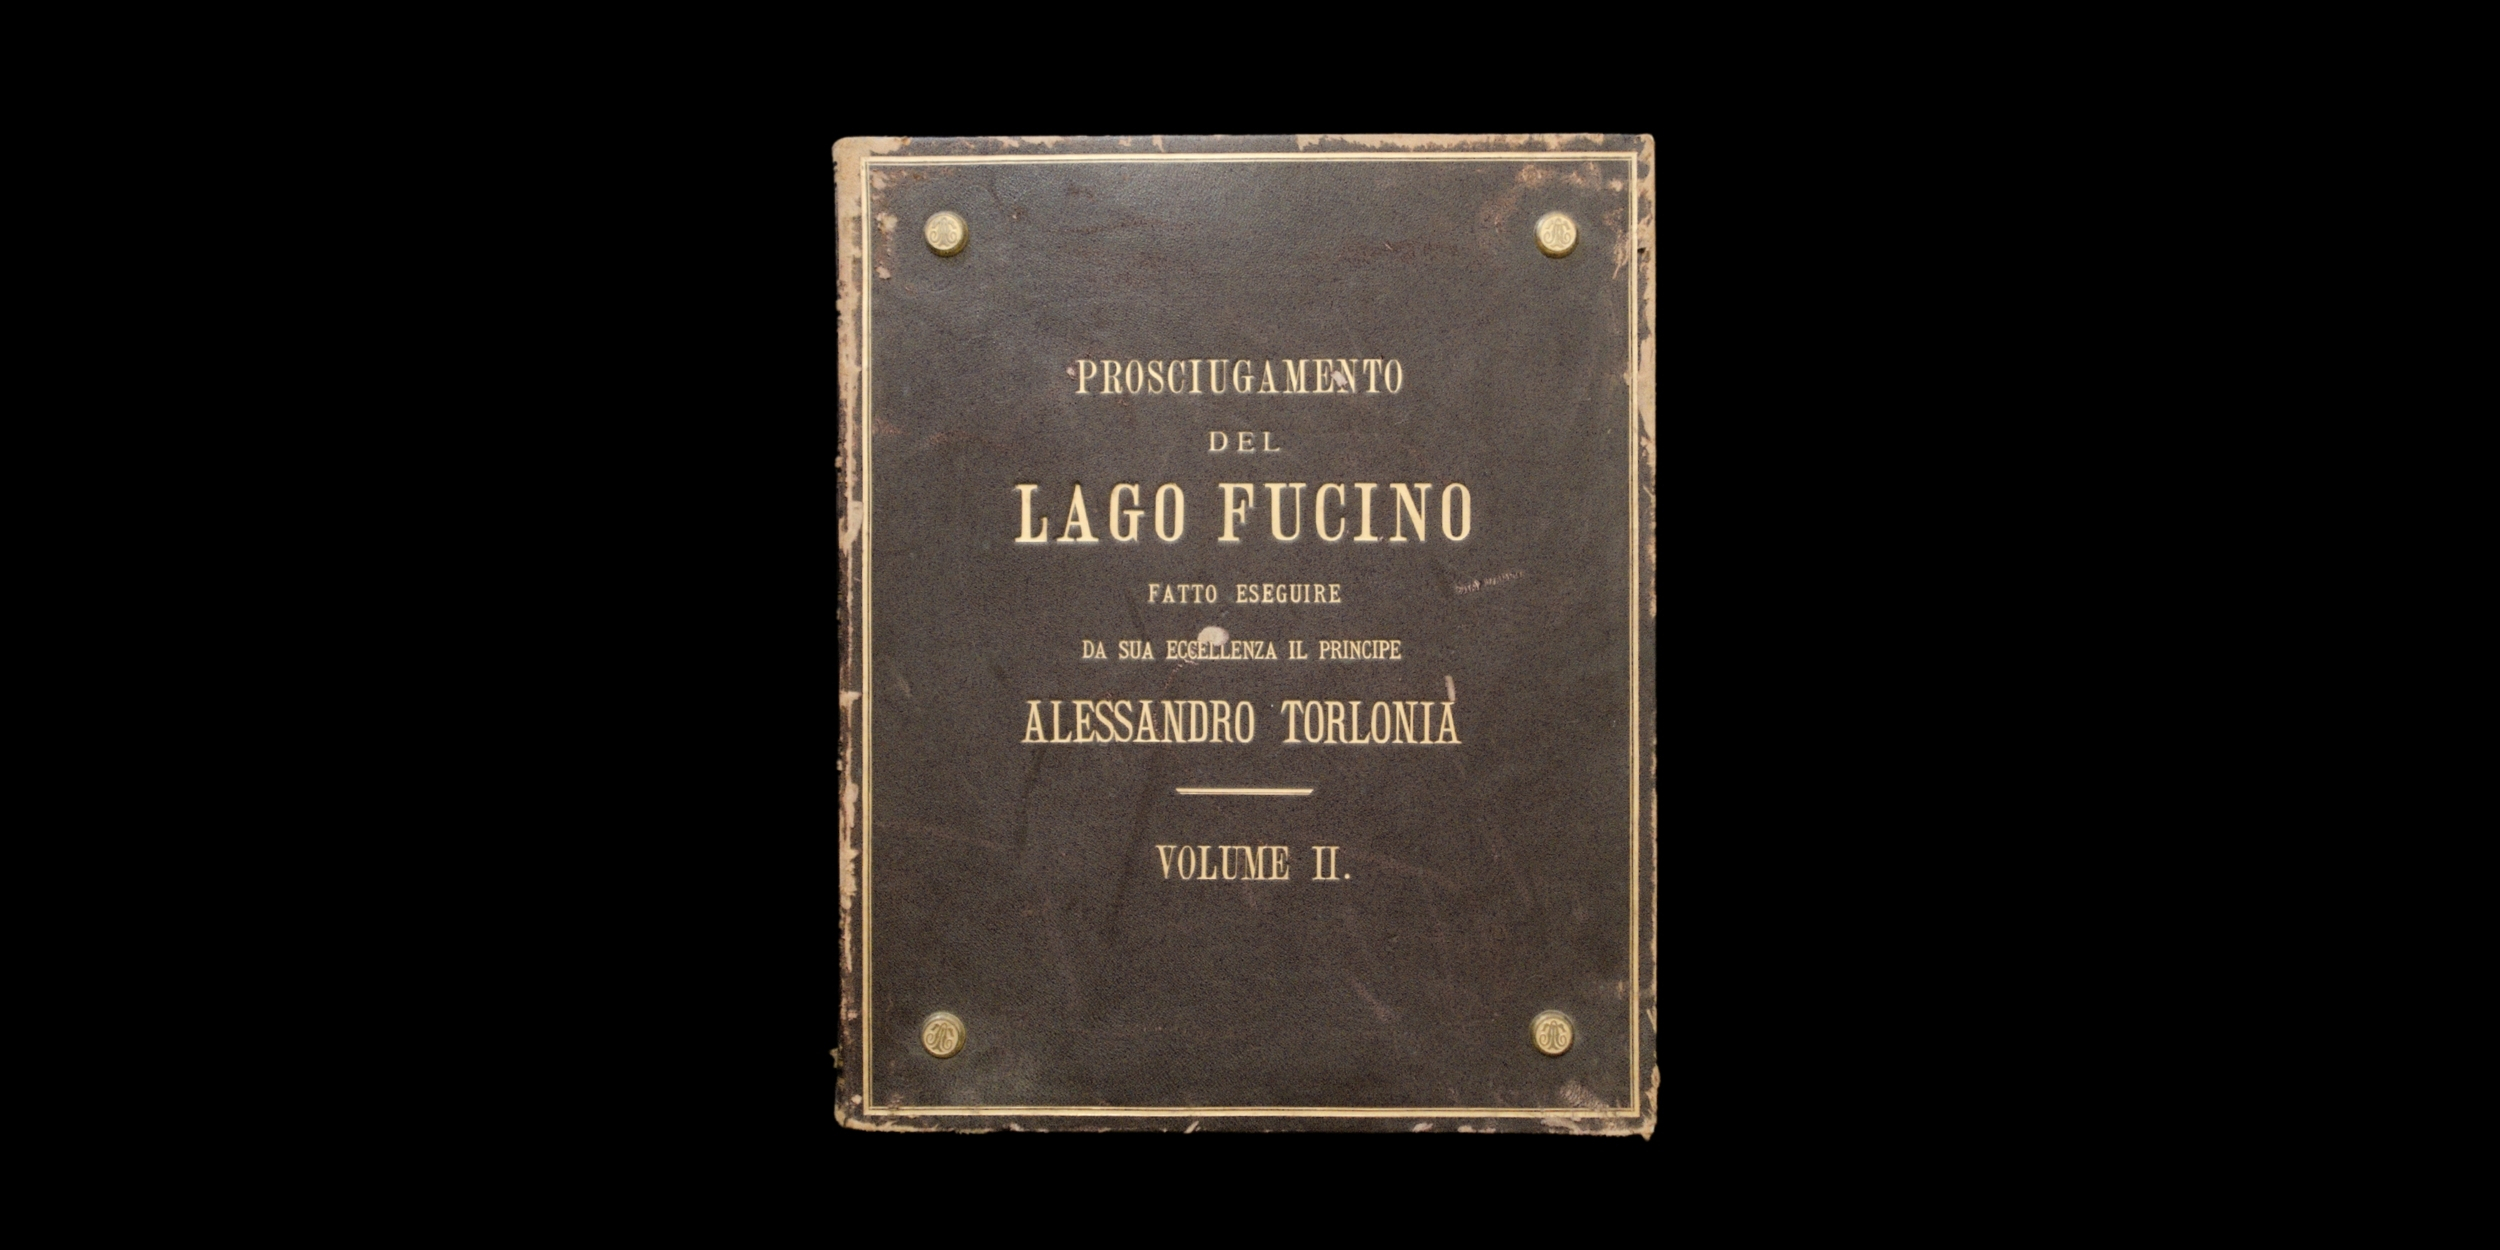 PROSCIUGAMENTO
DEL
LAGO FUCINO
FATTO ESEGUIRE
DA SUA ECCELLENZA IL PRINCIPE
ALESSANDRO TORLONIA
VOLUME II.